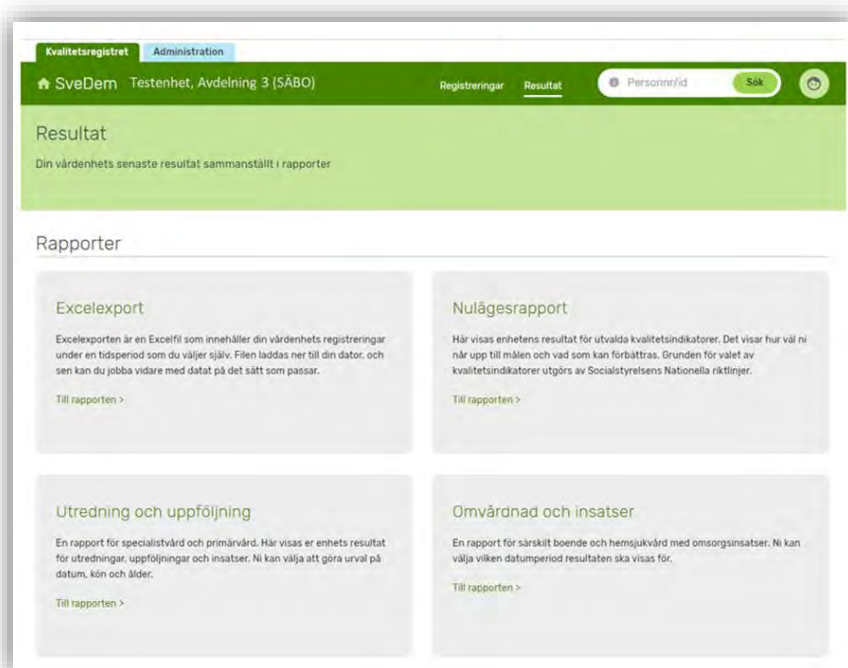 Kvalitetsregistret Administration
SveDem Testenhet, Avdelning 3 (SÄBO) Registreringar Resultat Personnr/id Sök
Resultat
Din vårdenhets senaste resultat sammanställt i rapporter
Rapporter
Excelexport
Excelexporten är en Excelfil som innehåller din vårdenhets registreringar
under en tidsperiod som du väljer själv. Filen laddas ner till din dator, och
sen kan du jobba vidare med datat på det sätt som passar.
Till rapporten >
Nulägesrapport
Här visas enhetens resultat för utvalda kvalitetsindikatorer. Det visar hur väl ni
når upp till målen och vad som kan förbättras. Grunden för valet av
kvalitetsindikatorer utgörs av Socialstyrelsens Nationella riktlinjer.
Till rapporten >
Utredning och uppföljning
En rapport för specialistvård och primärvård. Här visas er enhets resultat
för utredningar, uppföljningar och insatser. Ni kan välja att göra urval på
datum, kön och ålder.
Till rapporten >
Omvårdnad och insatser
En rapport för särskilt boende och hemsjukvård med omsorgsinsatser. Ni kan
välja vilken datumperiod resultaten ska visas för.
Till rapporten >